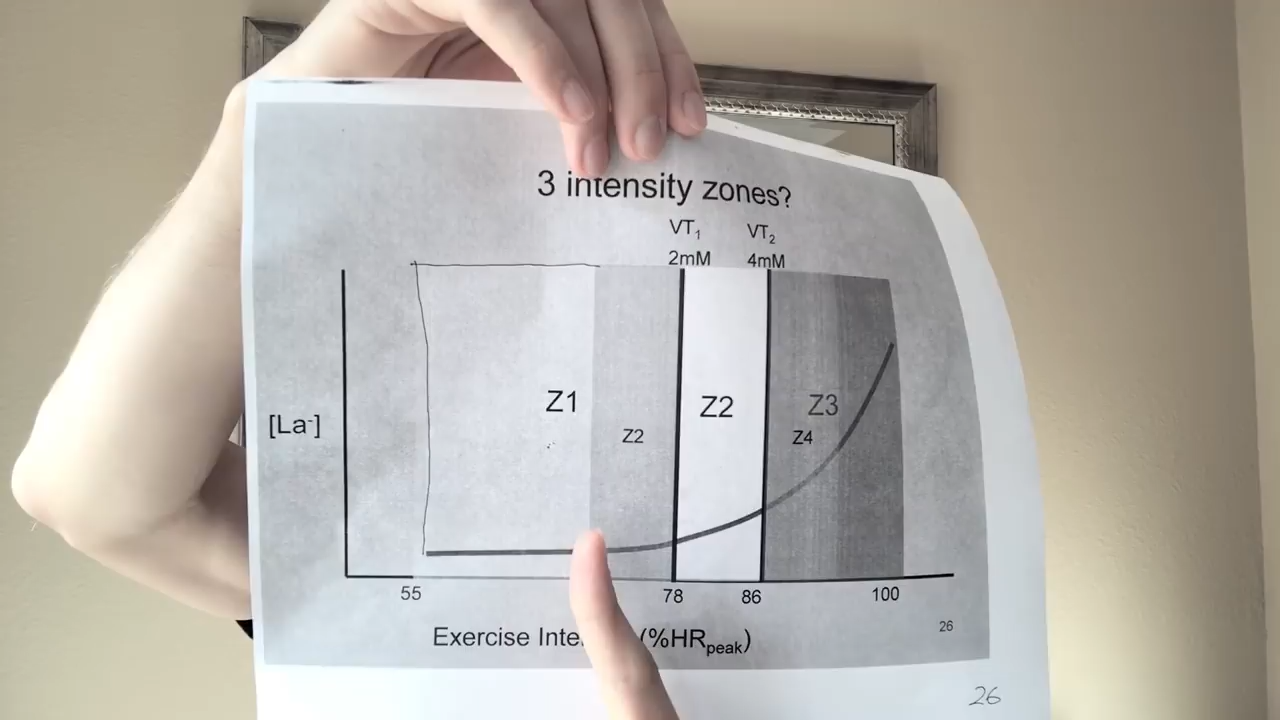 3 intensity zones?
VT1 VT2
2mM 4mM
[La-]
Z1 Z2 Z3
Z2 Z4
55 78 86 100
Exercise (%HRpeak)
26
26